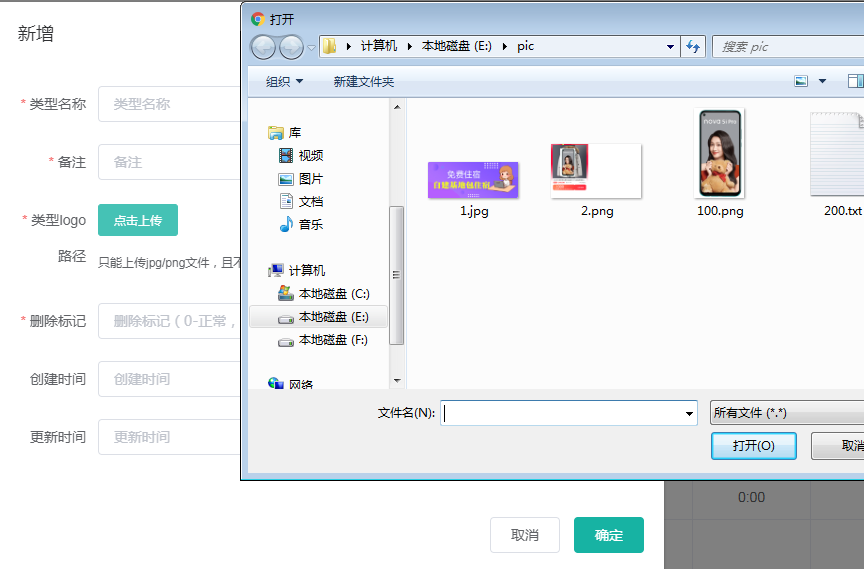 新增
* 类型名称
类型名称
* 备注
备注
* 类型logo
点击上传
路径
只能上传jpg/png文件，且不
* 删除标记
删除标记（0-正常，
创建时间
创建时间
更新时间
更新时间
取消
确定
打开
计算机
本地磁盘 (E:)
pic
搜索 pic
组织
新建文件夹
库
视频
图片
文档
音乐
计算机
本地磁盘 (C:)
本地磁盘 (E:)
本地磁盘 (F:)
网络
免费住宿
自建基地包住宿
1.jpg
2.png
100.png
200.txt
文件名(N):
所有文件 (*.*)
打开(O)
取消
0:00